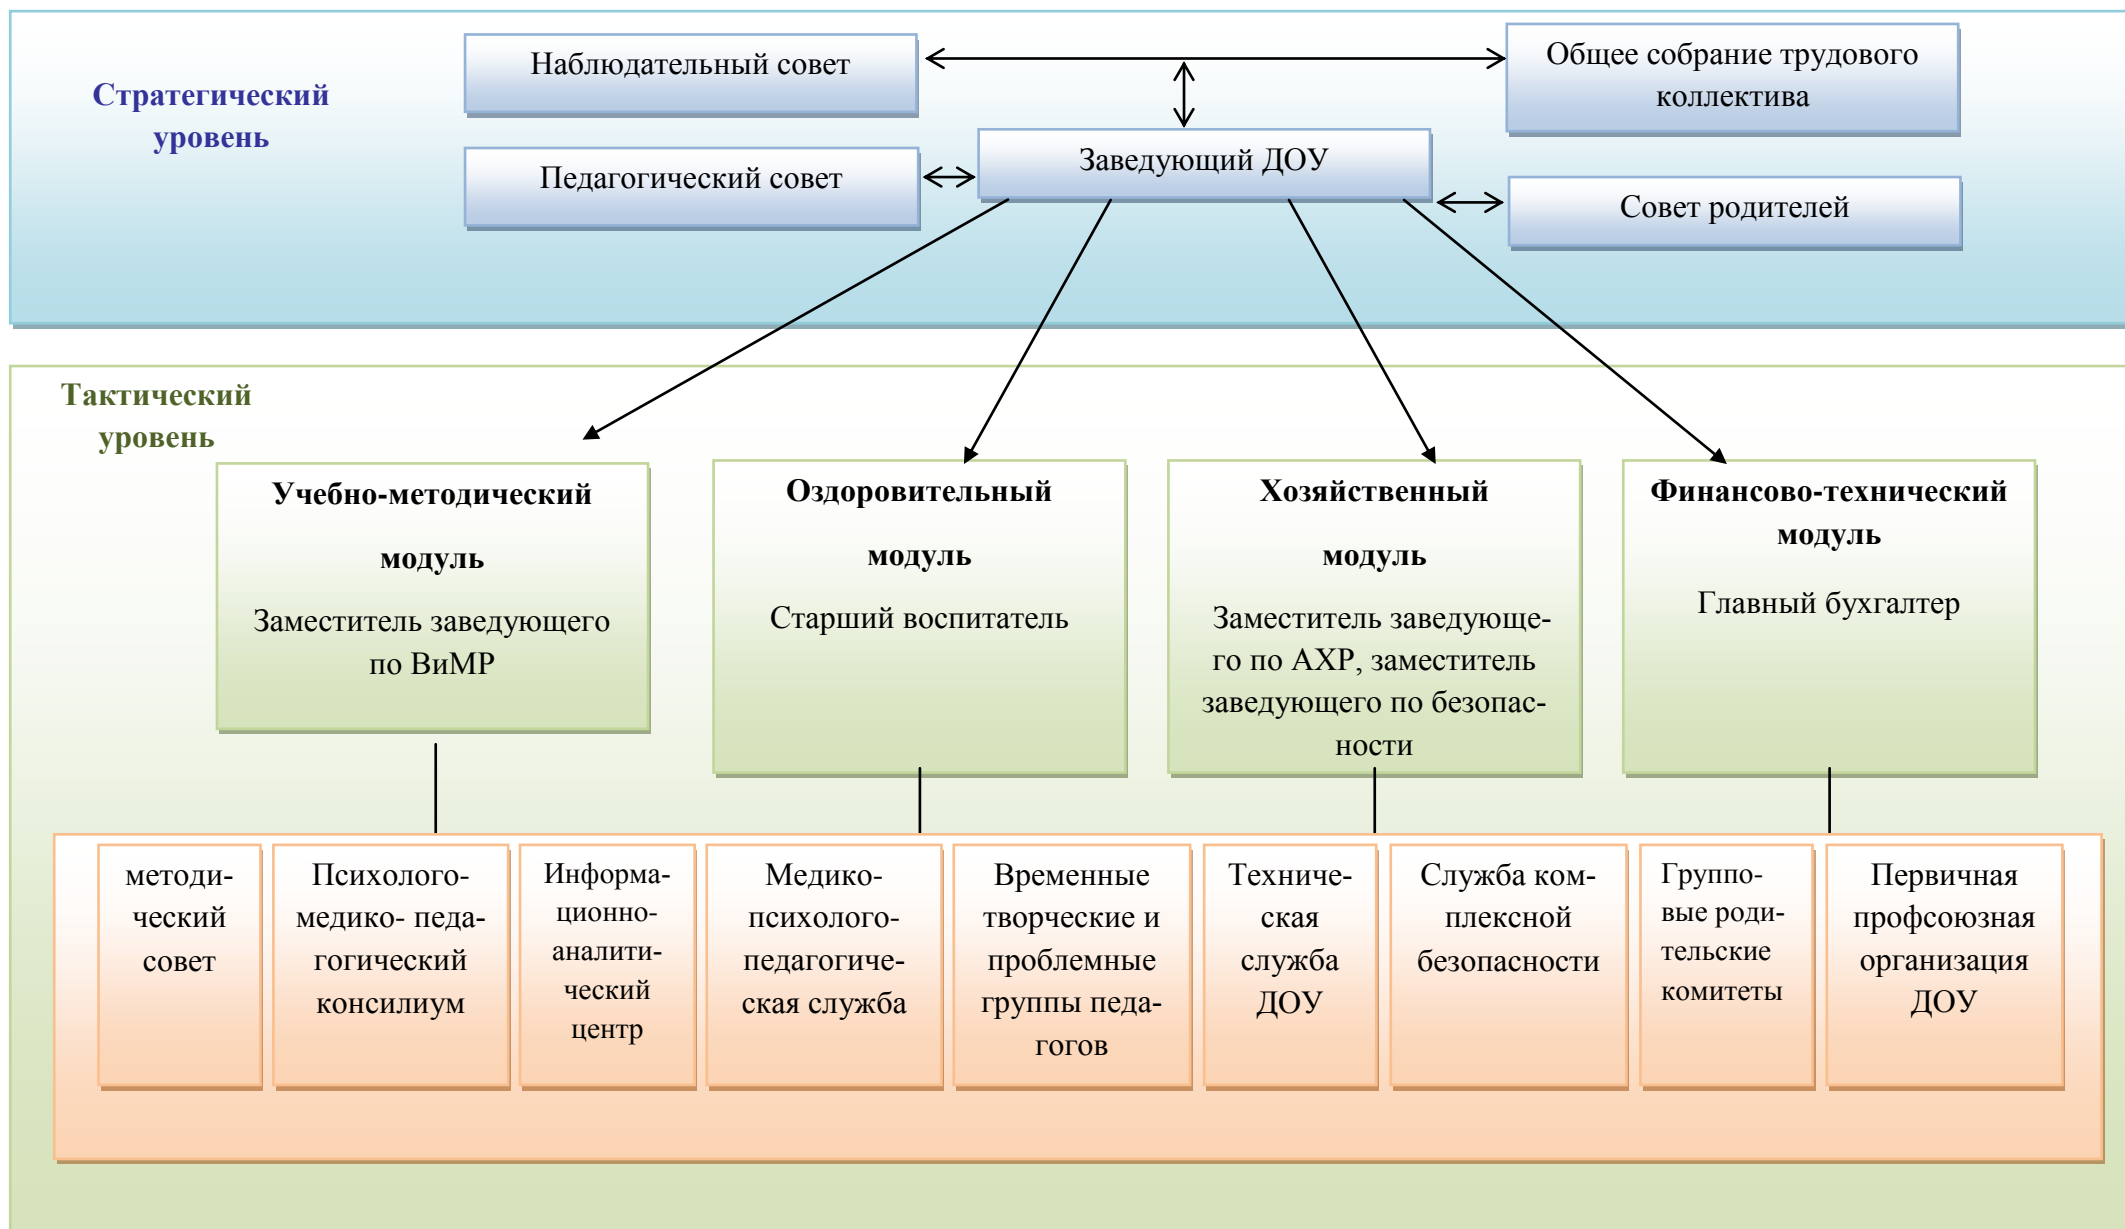 Стратегический
уровень
Наблюдательный совет
Общее собрание трудового
коллектива
Заведующий ДОУ
Педагогический совет
Совет родителей
Тактический
уровень
Учебно-методический
модуль
Заместитель заведующего
по ВиМР
Оздоровительный
модуль
Старший воспитатель
Хозяйственный
модуль
Заместитель заведующе-
го по АХР, заместитель
заведующего по безопас-
ности
Финансово-технический
модуль
Главный бухгалтер
методи-
ческий
совет
Психолого-
медико- педа-
гогический
консилиум
Информа-
ционно-
аналити-
ческий
центр
Медико-
психолого-
педагогиче-
ская служба
Временные
творческие и
проблемные
группы педа-
гогов
Техниче-
ская
служба
ДОУ
Служба ком-
плексной
безопасности
Группо-
вые роди-
тельские
комитеты
Первичная
профсоюзная
организация
ДОУ